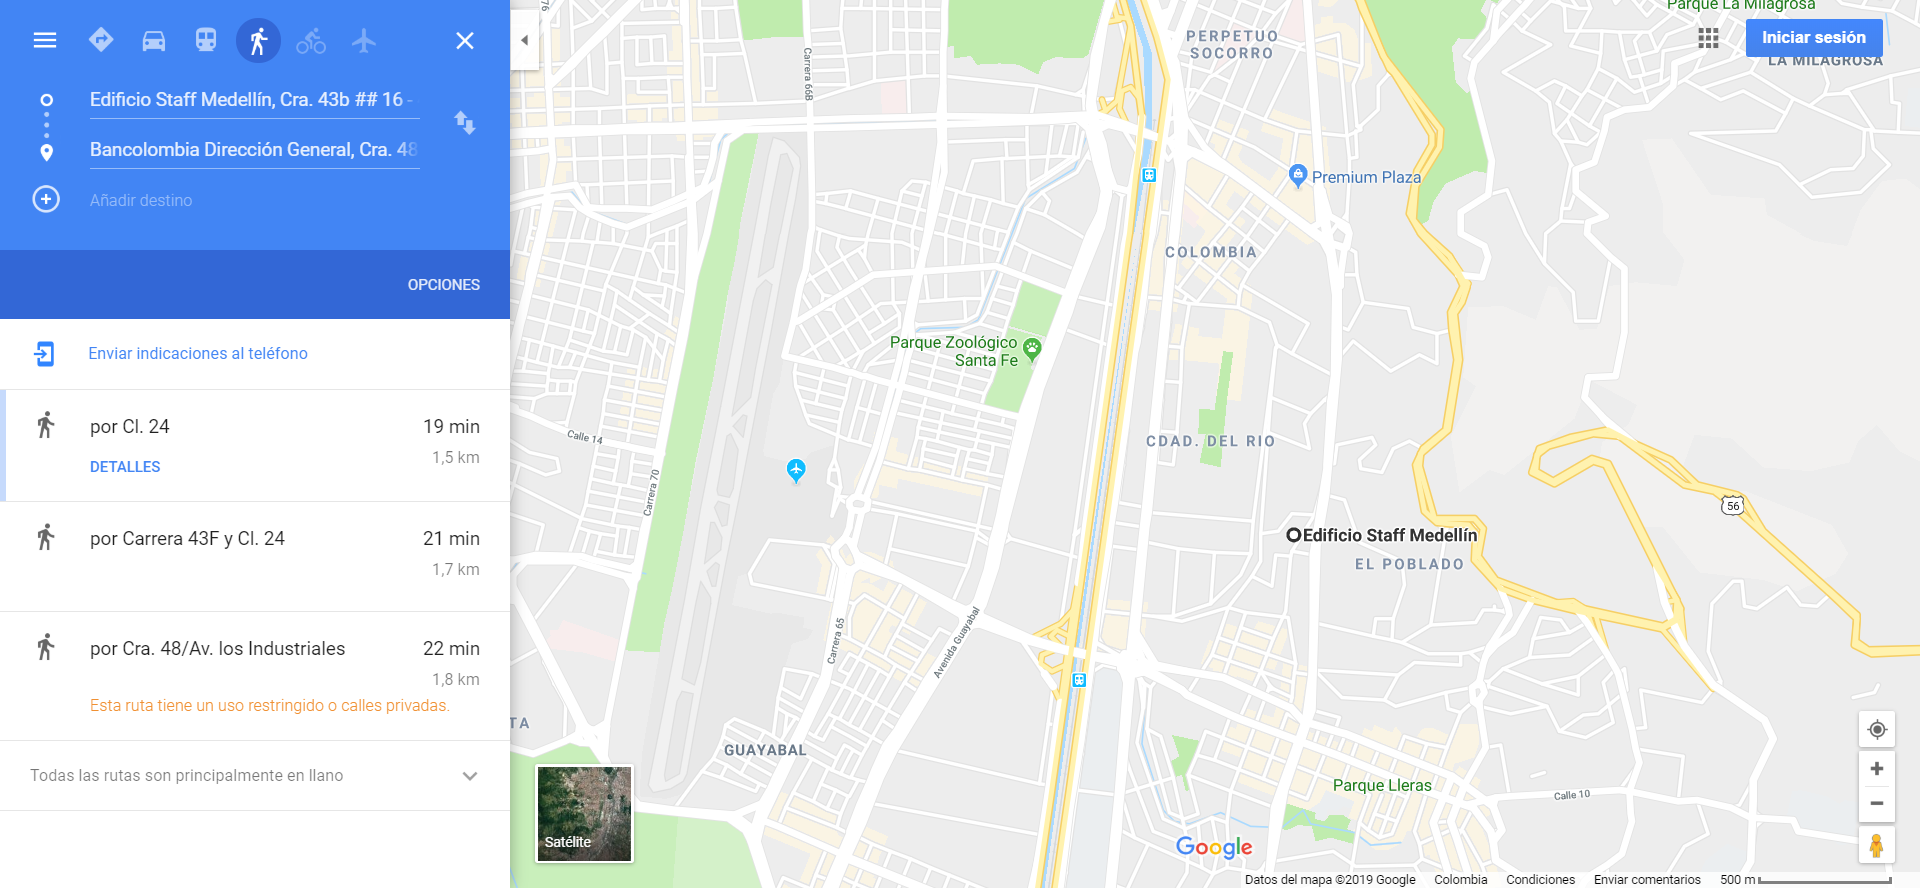 Edificio Staff Medellín, Cra. 43b ## 16 -
Bancolombia Dirección General, Cra. 48
Añadir destino
OPCIONES
Enviar indicaciones al teléfono
por Cl. 24
19 min
1,5 km
DETALLES
por Carrera 43F y Cl. 24
21 min
1,7 km
por Cra. 48/Av. los Industriales
22 min
1,8 km
Esta ruta tiene un uso restringido o calles privadas.
Todas las rutas son principalmente en llano
Satélite
76
Carrera 66B
PERPETUO
SOCORRO
Parque La Milagrosa
Iniciar sesión
LA MILAGROSA
Premium Plaza
COLOMBIA
Parque Zoológico
Santa Fe
Calle 14
Carrera 70
CDAD. DEL RIO
56
Edificio Staff Medellín
EL POBLADO
Carrera 65
Avenida Guayabal
TA
GUAYABAL
Parque Lleras
Calle 10
Google
Datos del mapa ©2019 Google
Colombia
Condiciones
Enviar comentarios
500 m